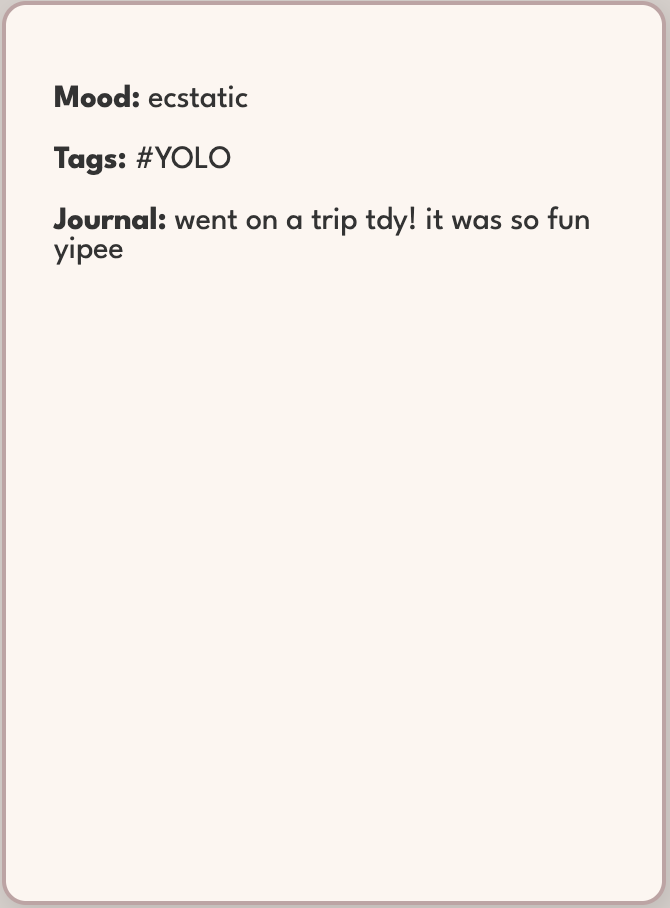 Mood: ecstatic
Tags: #YOLO
Journal: went on a trip tdy! it was so fun
yipee